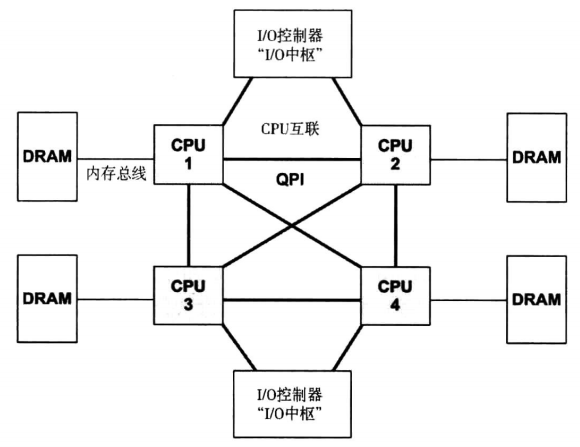 I/O控制器
“I/O中枢”
CPU互联
DRAM
CPU
1
CPU
2
DRAM
内存总线
QPI
DRAM
CPU
3
CPU
4
DRAM
I/O控制器
“I/O中枢”